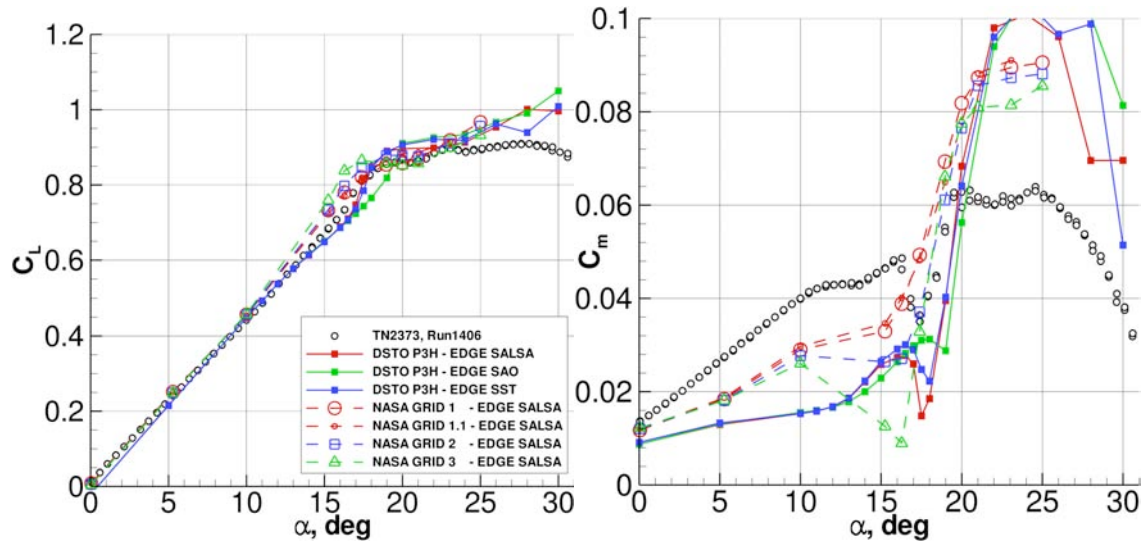 1.2
1
0.8
0.6
0.4
0.2
0
C_L
0 5 10 15 20 25 30
α, deg
TN2373, Run1406
DSTO P3H - EDGE SALSA
DSTO P3H - EDGE SAO
DSTO P3H - EDGE SST
NASA GRID 1 - EDGE SALSA
NASA GRID 1.1 - EDGE SALSA
NASA GRID 2 - EDGE SALSA
NASA GRID 3 - EDGE SALSA
0.1
0.08
0.06
0.04
0.02
0
C_m
0 5 10 15 20 25 30
α, deg